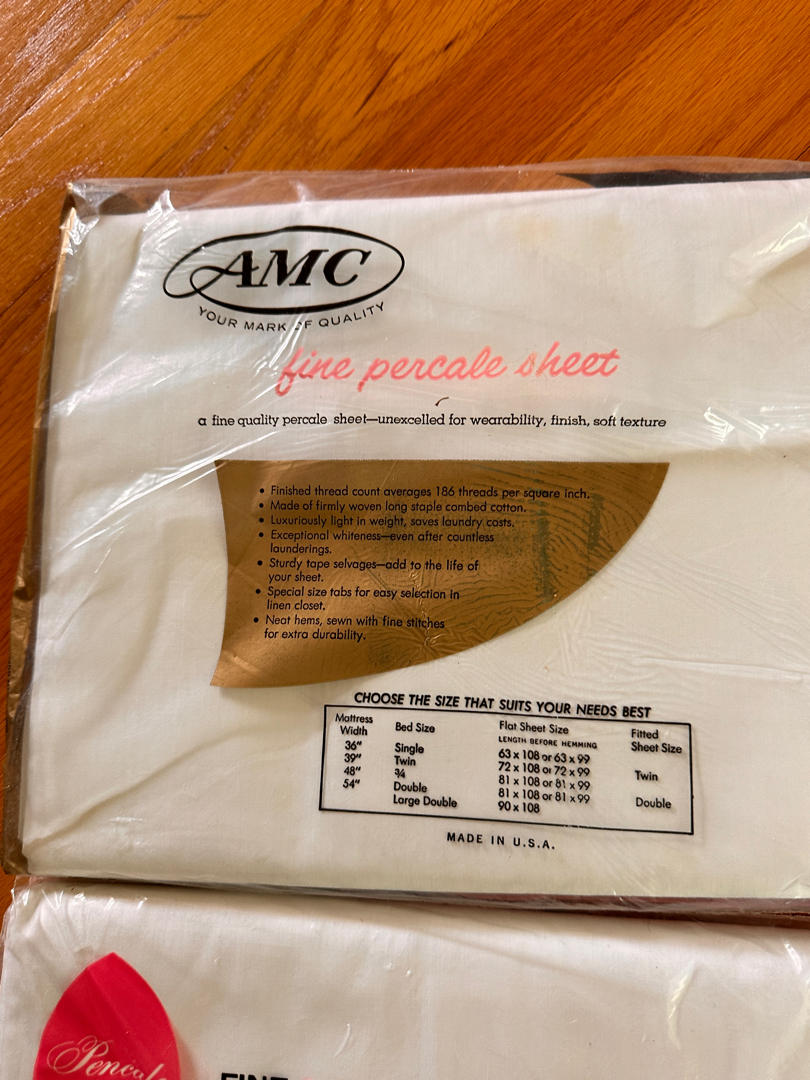 AMC
YOUR MARK OF QUALITY
fine percale sheet
a fine quality percale sheet—unexcelled for wearability, finish, soft texture
• Finished thread count averages 186 threads per square inch.
• Made of firmly woven long staple combed cotton.
• Luxuriously light in weight, saves laundry costs.
• Exceptional whiteness—even after countless
launderings.
• Sturdy tape selvages—add to the life of
your sheet.
• Special size tabs for easy selection in
linen closet.
• Neat hems, sewn with fine stitches
for extra durability.
CHOOSE THE SIZE THAT SUITS YOUR NEEDS BEST
Mattress Width Bed Size Flat Sheet Size LENGTH BEFORE HEMMING Fitted Sheet Size
36" Single 63 x 108 or 63 x 99
39" Twin 72 x 108 or 72 x 99 Twin
48" ¾ 81 x 108 or 81 x 99
54" Double 81 x 108 or 81 x 99 Double
Large Double 90 x 108
MADE IN U.S.A.